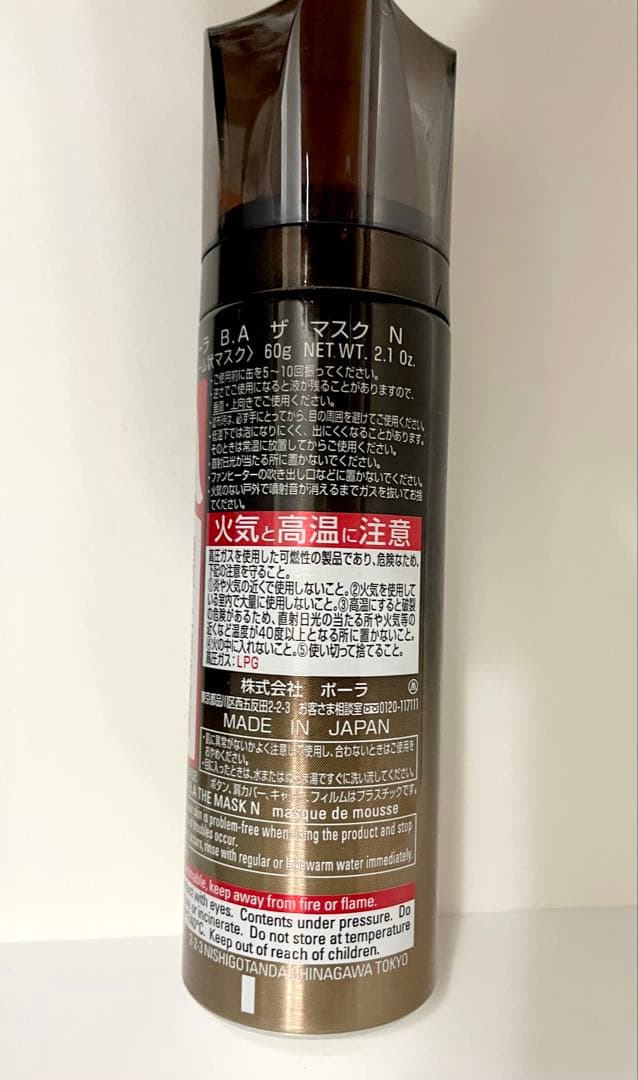 ーラ B.A ザ マスク N
ーム状マスク〉 60g NET WT. 2.1 Oz.
・ご使用前に缶を5～10回振ってください。
・逆さでご使用になると液が残ることがありますので、
垂直・上向きでご使用ください。
必ず手にとってから、目の周囲を避けてご使用ください。
・低温下では泡になりにくく、出にくくなることがあります。
そのときは常温に放置してからご使用ください。
・直射日光が当たる所に置かないでください。
・ファンヒーターの吹き出し口などに置かないでください。
・火気のない戸外で噴射音が消えるまでガスを抜いてお捨
てください。
火気と高温に注意
高圧ガスを使用した可燃性の製品であり、危険なため、
下記の注意を守ること。
①炎や火気の近くで使用しないこと。②火気を使用して
いる室内で大量に使用しないこと。③高温にすると破裂
の危険があるため、直射日光の当たる所や火気等の
近くなど温度が40度以上となる所に置かないこと。
④火の中に入れないこと。⑤使い切って捨てること。
高圧ガス：LPG
株式会社 ポーラ
東京都品川区西五反田2-2-3 お客さま相談室 0120-117111
MADE IN JAPAN
・肌に異常がないかよく注意して使用し、合わないときはご使用を
おやめください。
・目に入ったときは、水またはぬるま湯ですぐに洗い流してください。
ボタン、肩カバー、キャップ、フィルムはプラスチックです。
A THE MASK N masque de mousse
skin is problem-free when using the product and stop
troubles occur.
occurs, rinse with regular or lukewarm water immediately.
mable, keep away from fire or flame.
with eyes. Contents under pressure. Do
or incinerate. Do not store at temperature
Keep out of reach of children.
2-2-3 NISHIGOTANDA SHINAGAWA TOKYO